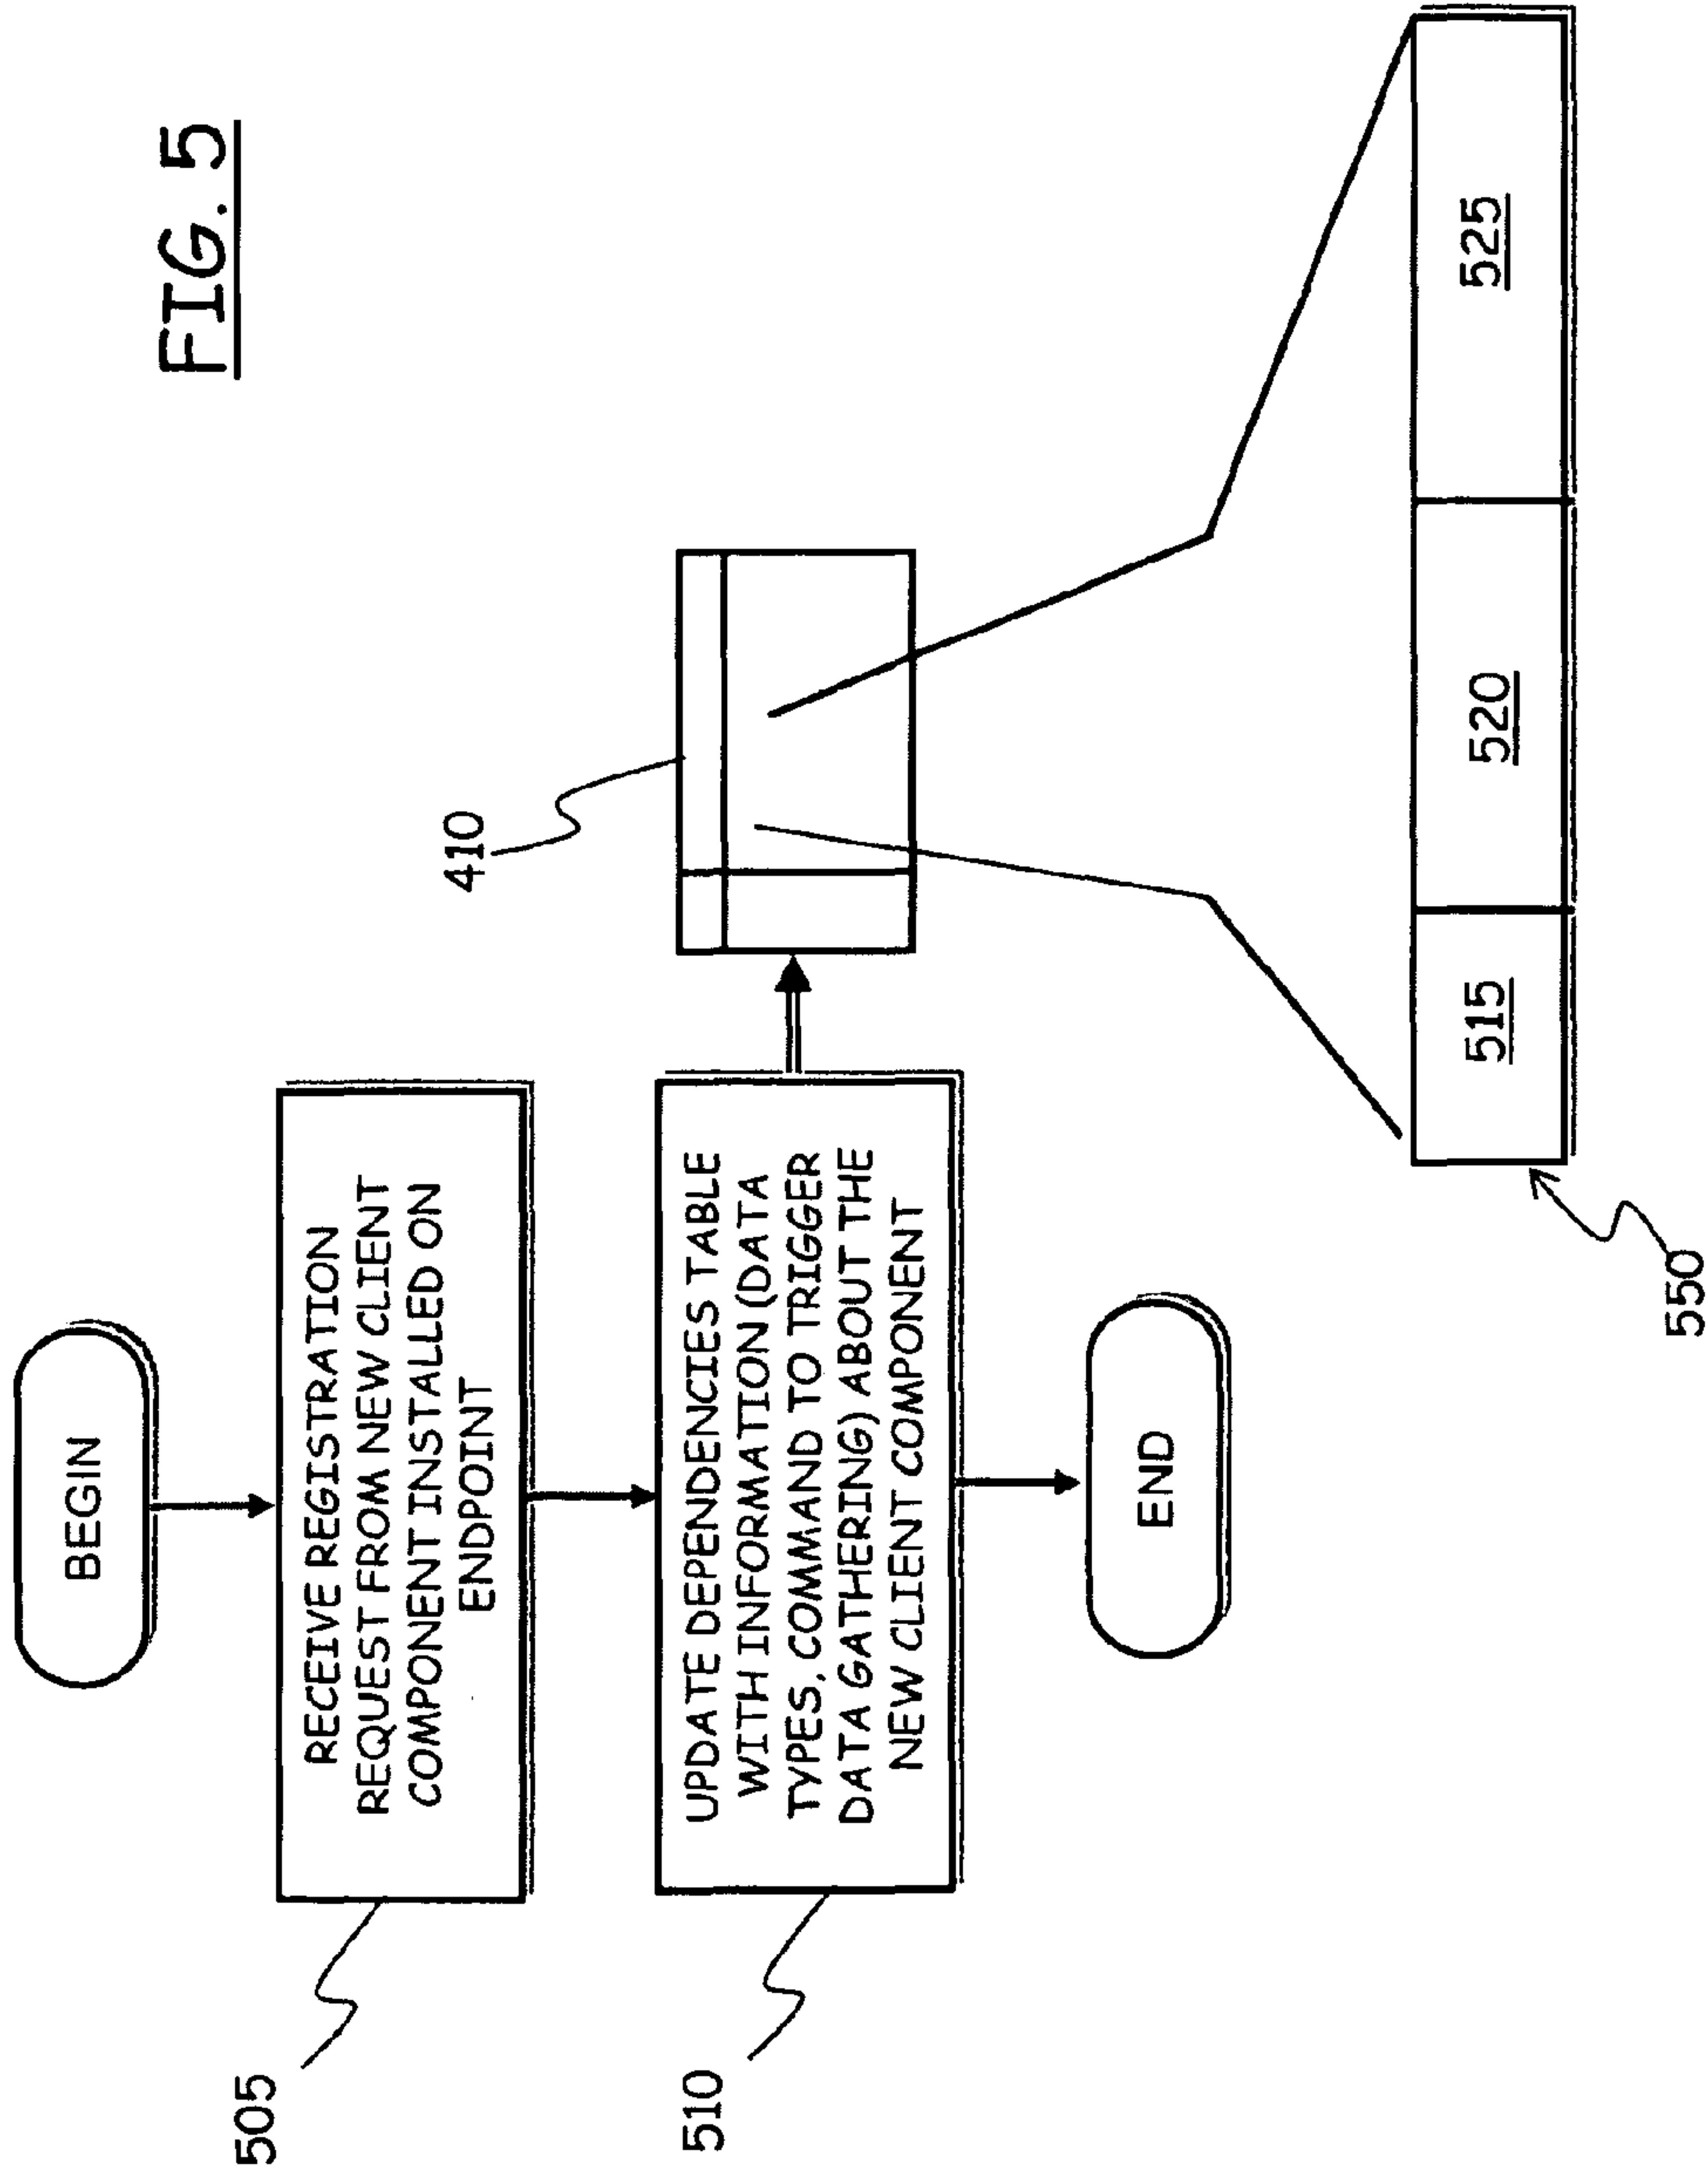 FIG. 5
BEGIN
505
RECEIVE REGISTRATION
REQUEST FROM NEW CLIENT
COMPONENT INSTALLED ON
ENDPOINT
410
510
UPDATE DEPENDENCIES TABLE
WITH INFORMATION (DATA
TYPES, COMMAND TO TRIGGER
DATA GATHERING) ABOUT THE
NEW CLIENT COMPONENT
END
550
515
520
525